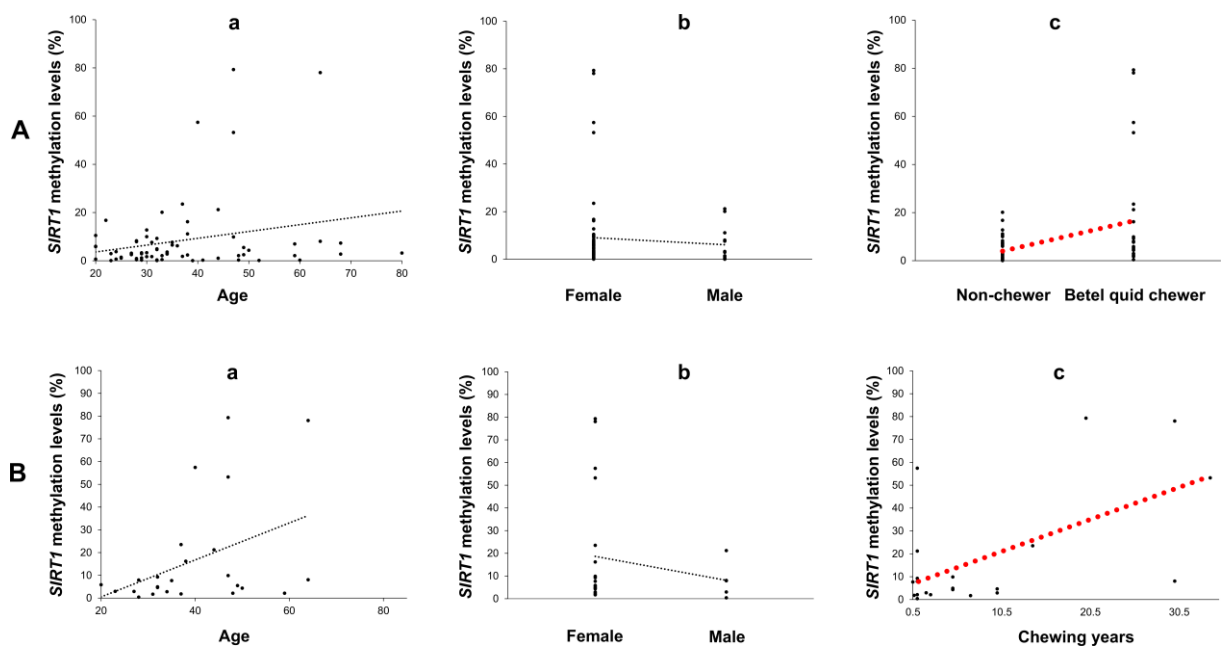 A
a
SIRT1 methylation levels (%)
100
80
60
40
20
0
20 30 40 50 60 70 80
Age
b
SIRT1 methylation levels (%)
100
80
60
40
20
0
Female Male
c
SIRT1 methylation levels (%)
100
80
60
40
20
0
Non-chewer Betel quid chewer
B
a
SIRT1 methylation levels (%)
100
90
80
70
60
50
40
30
20
10
0
20 40 60 80
Age
b
SIRT1 methylation levels (%)
100
90
80
70
60
50
40
30
20
10
0
Female Male
c
SIRT1 methylation levels (%)
100
90
80
70
60
50
40
30
20
10
0
0.5 10.5 20.5 30.5
Chewing years